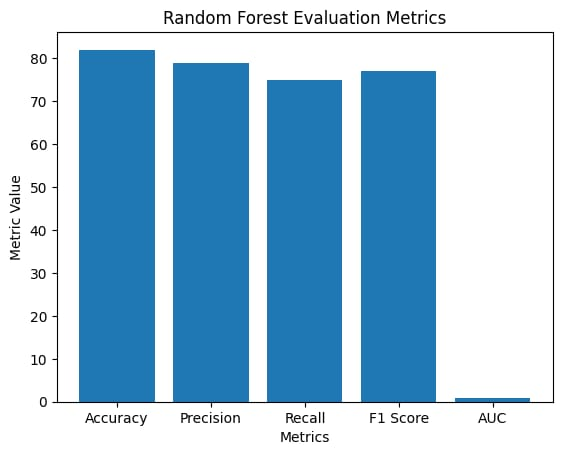 Random Forest Evaluation Metrics
80
70
60
50
40
30
20
10
0
Metric Value
Accuracy Precision Recall F1 Score AUC
Metrics